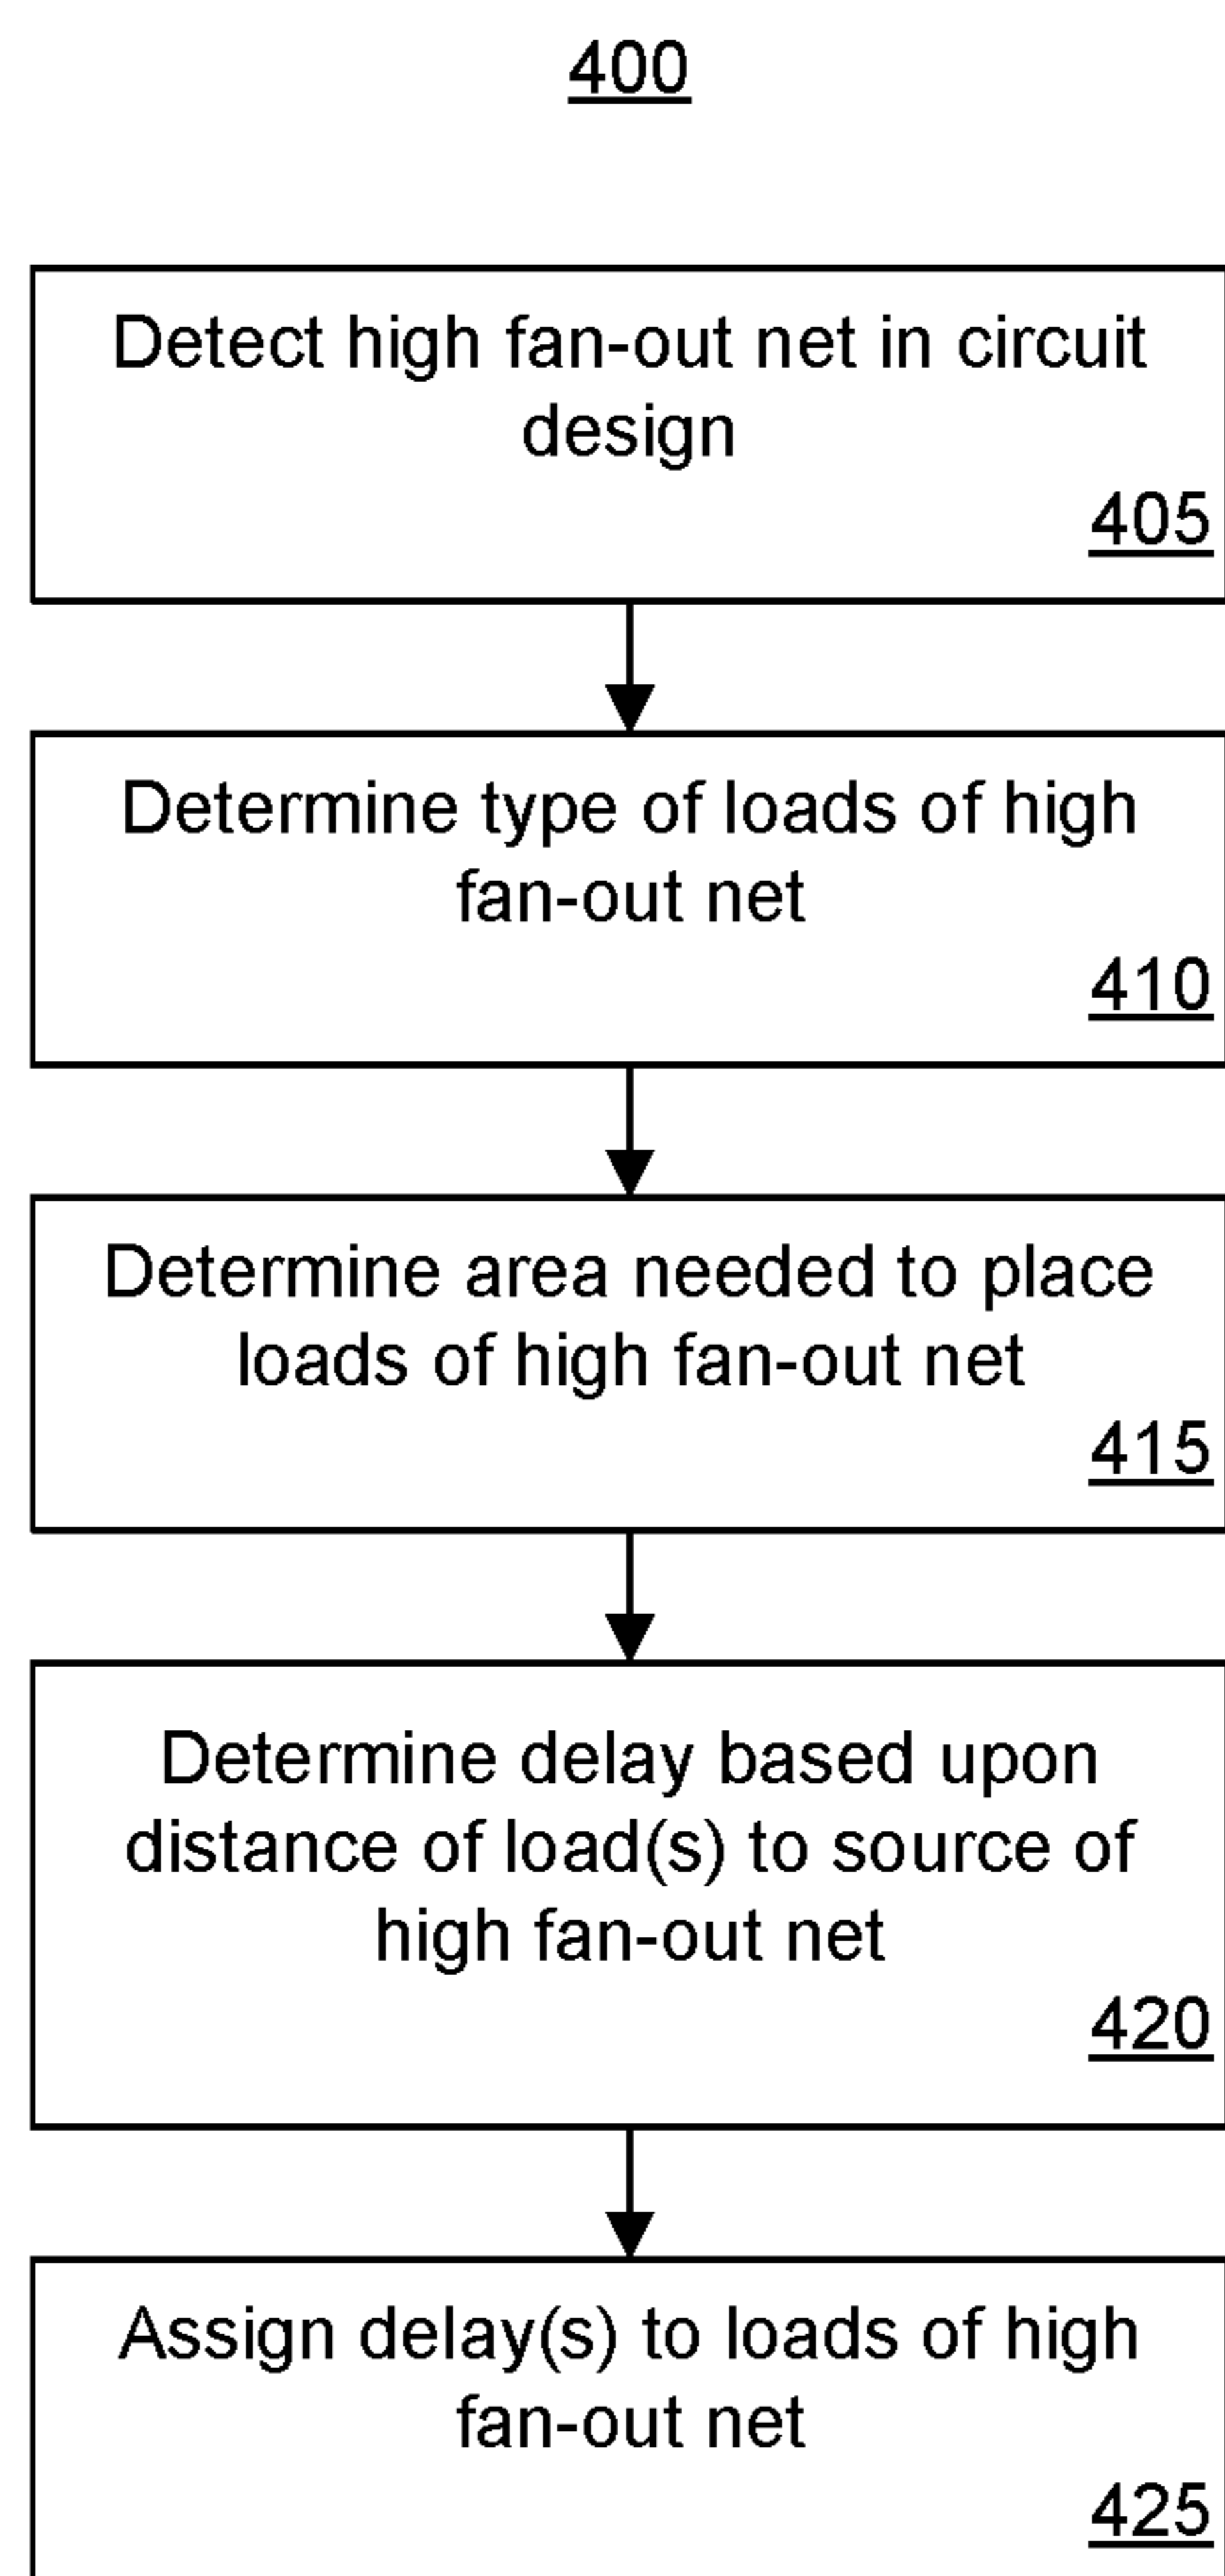 400
Detect high fan-out net in circuit
design
405
Determine type of loads of high
fan-out net
410
Determine area needed to place
loads of high fan-out net
415
Determine delay based upon
distance of load(s) to source of
high fan-out net
420
Assign delay(s) to loads of high
fan-out net
425